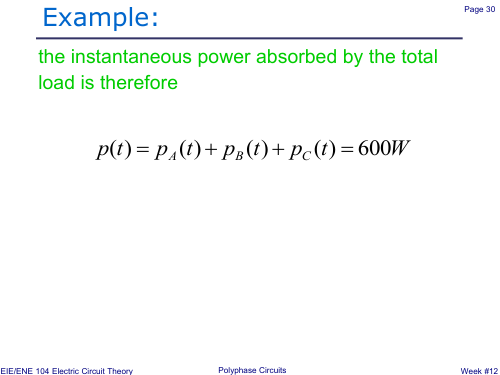 Page 30
Example:
the instantaneous power absorbed by the total
load is therefore
p(t) = p_A(t) + p_B(t) + p_C(t) = 600W
EIE/ENE 104 Electric Circuit Theory
Polyphase Circuits
Week #12